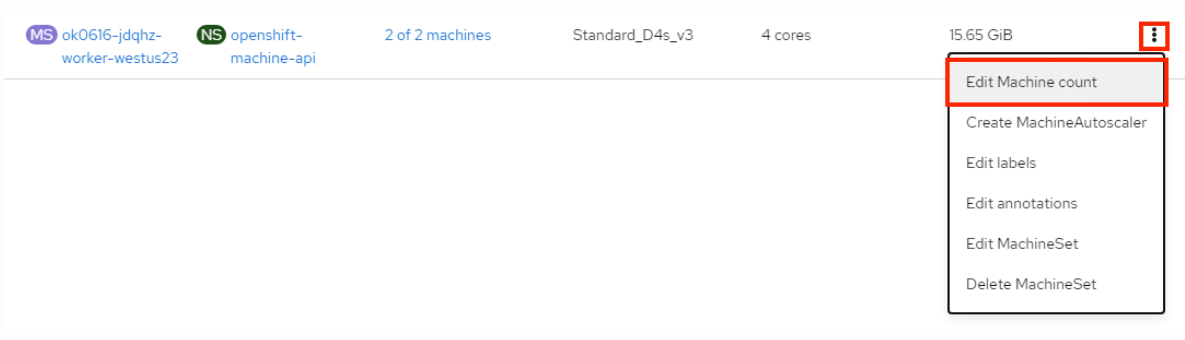 MS ok0616-jdqhz- NS openshift- 2 of 2 machines Standard_D4s_v3 4 cores 15.65 GiB
worker-westus23 machine-api
Edit Machine count
Create MachineAutoscaler
Edit labels
Edit annotations
Edit MachineSet
Delete MachineSet